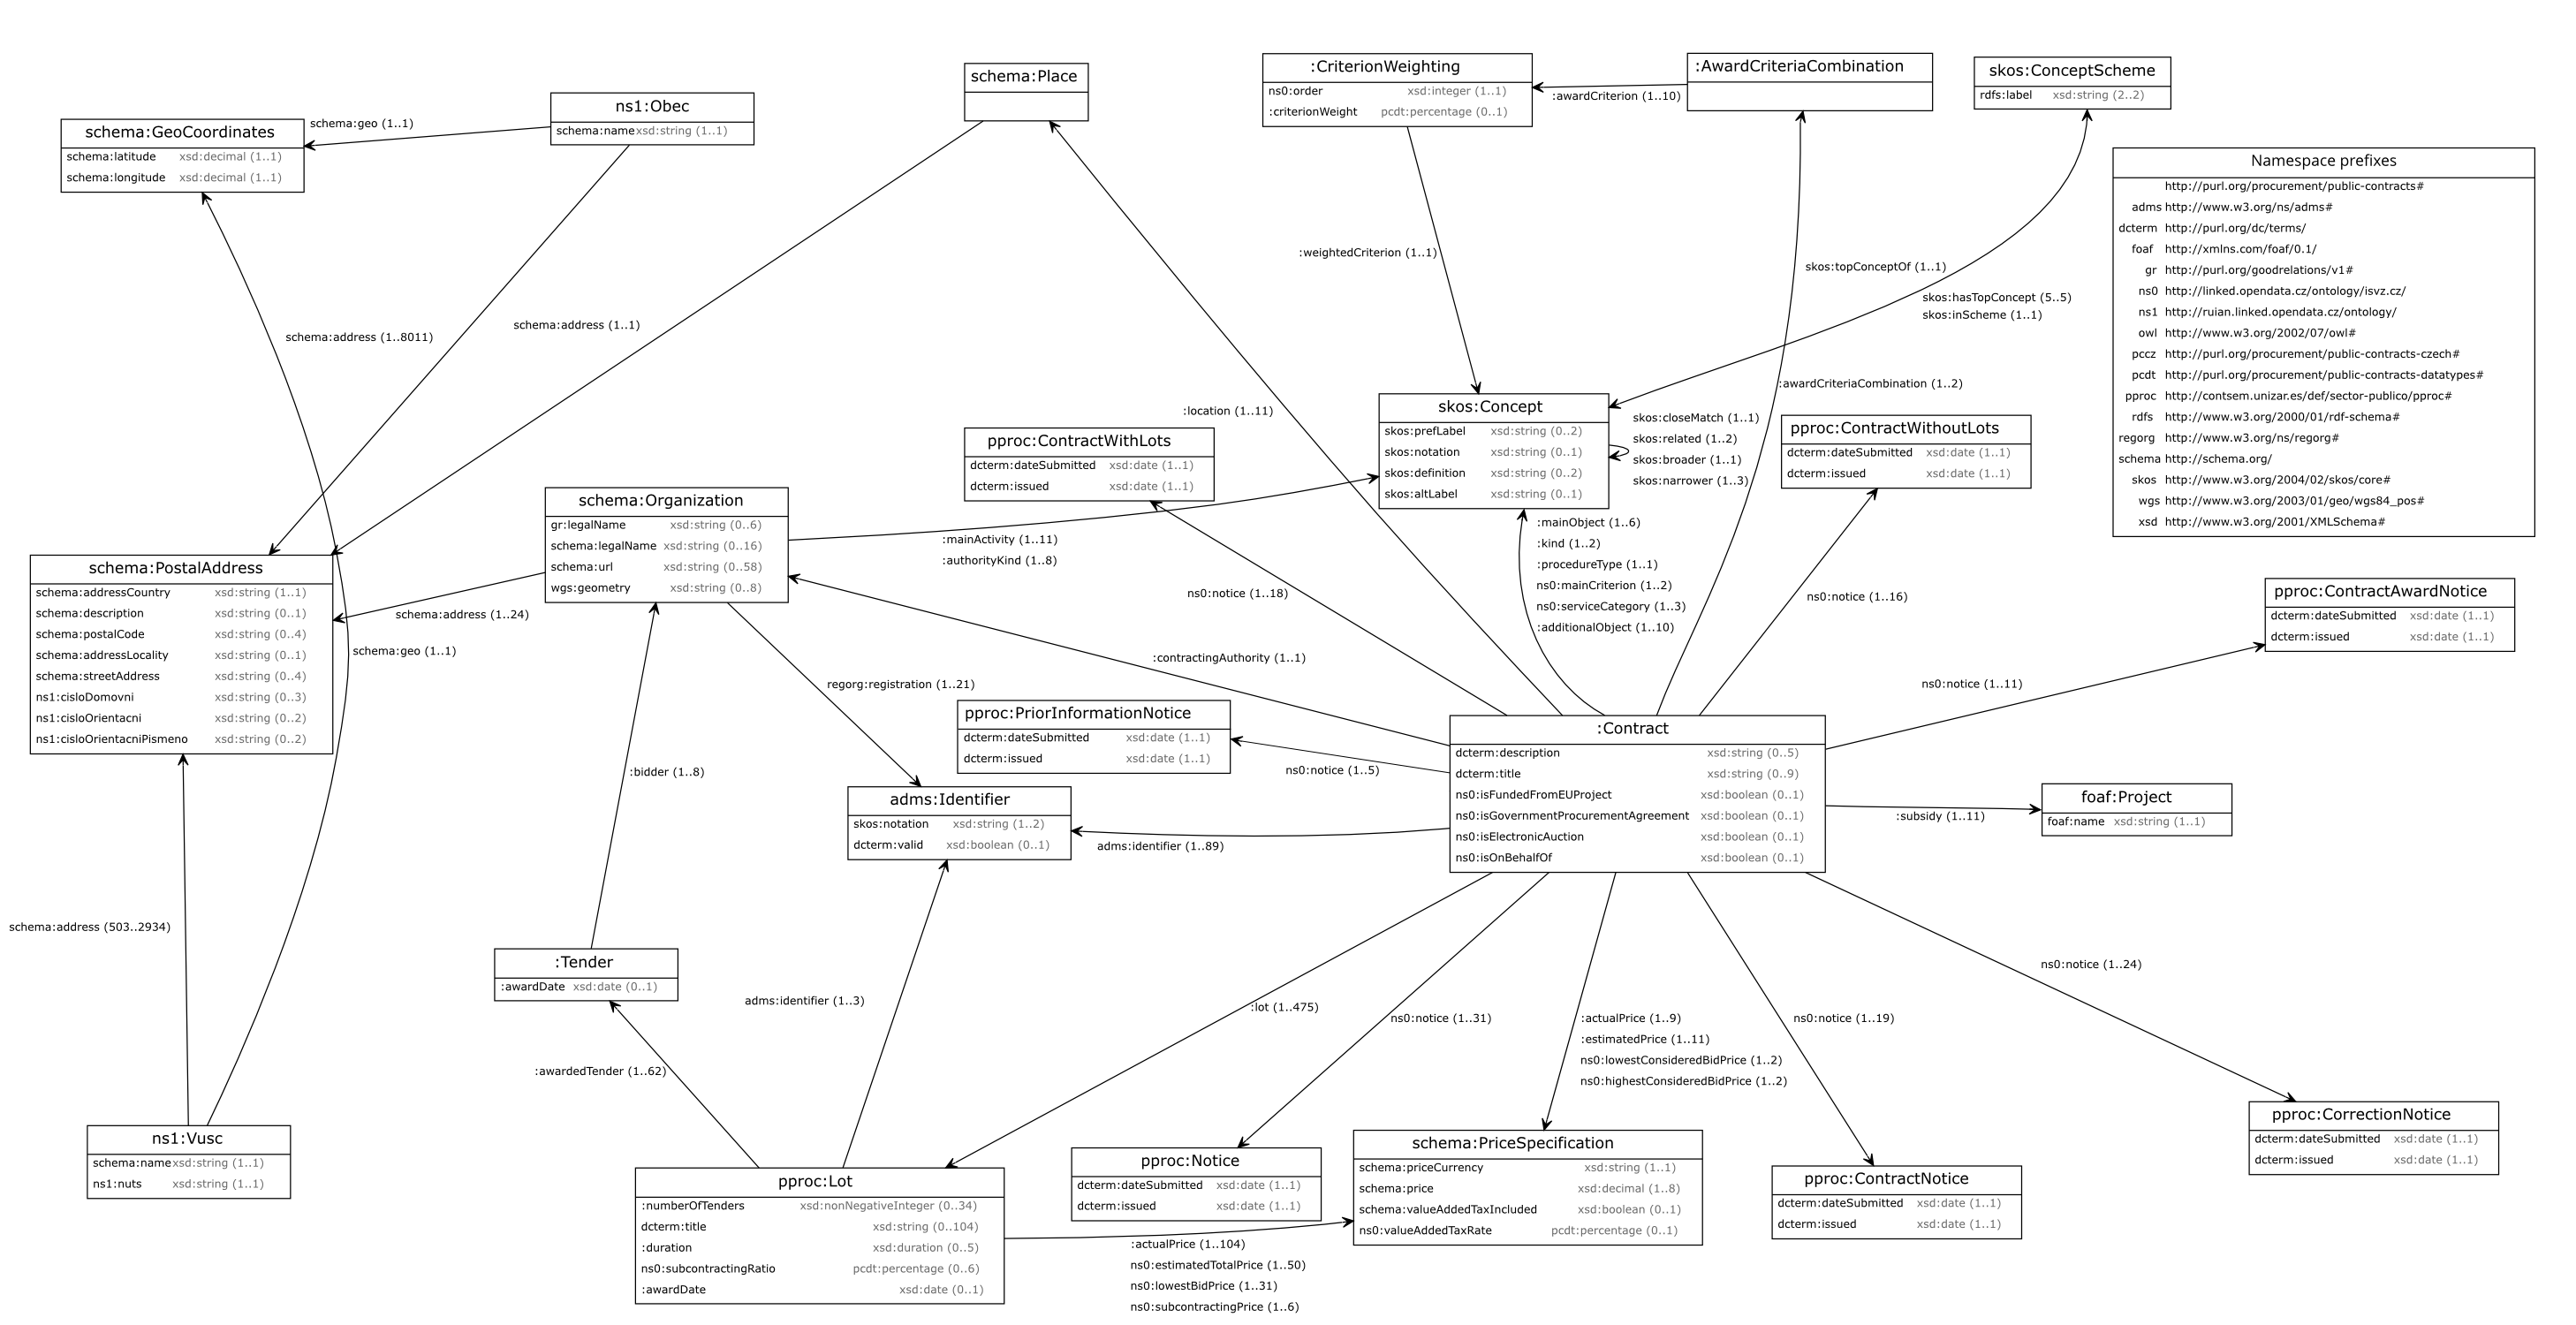 :CriterionWeighting
ns0:order xsd:integer (1..1)
:criterionWeight pcdt:percentage (0..1)
:awardCriterion (1..10)
:AwardCriteriaCombination
skos:ConceptScheme
rdfs:label xsd:string (2..2)
schema:Place
ns1:Obec
schema:name xsd:string (1..1)
schema:geo (1..1)
schema:GeoCoordinates
schema:latitude xsd:decimal (1..1)
schema:longitude xsd:decimal (1..1)
Namespace prefixes
http://purl.org/procurement/public-contracts#
adms http://www.w3.org/ns/adms#
dcterm http://purl.org/dc/terms/
foaf http://xmlns.com/foaf/0.1/
gr http://purl.org/goodrelations/v1#
ns0 http://linked.opendata.cz/ontology/isvz.cz/
ns1 http://ruian.linked.opendata.cz/ontology/
owl http://www.w3.org/2002/07/owl#
pccz http://purl.org/procurement/public-contracts-czech#
pcdt http://purl.org/procurement/public-contracts-datatypes#
pproc http://contsem.unizar.es/def/sector-publico/pproc#
rdfs http://www.w3.org/2000/01/rdf-schema#
regorg http://www.w3.org/ns/regorg#
schema http://schema.org/
skos http://www.w3.org/2004/02/skos/core#
wgs http://www.w3.org/2003/01/geo/wgs84_pos#
xsd http://www.w3.org/2001/XMLSchema#
:weightedCriterion (1..1)
skos:topConceptOf (1..1)
skos:hasTopConcept (5..5)
skos:inScheme (1..1)
schema:address (1..8011)
schema:address (1..1)
:awardCriteriaCombination (1..2)
:location (1..11)
skos:Concept
skos:prefLabel xsd:string (0..2)
skos:notation xsd:string (0..1)
skos:definition xsd:string (0..2)
skos:altLabel xsd:string (0..1)
skos:closeMatch (1..1)
skos:related (1..2)
skos:broader (1..1)
skos:narrower (1..3)
pproc:ContractWithoutLots
dcterm:dateSubmitted xsd:date (1..1)
dcterm:issued xsd:date (1..1)
pproc:ContractWithLots
dcterm:dateSubmitted xsd:date (1..1)
dcterm:issued xsd:date (1..1)
schema:Organization
gr:legalName xsd:string (0..6)
schema:legalName xsd:string (0..16)
schema:url xsd:string (0..58)
wgs:geometry xsd:string (0..8)
:mainActivity (1..11)
:authorityKind (1..8)
:mainObject (1..6)
:kind (1..2)
:procedureType (1..1)
ns0:mainCriterion (1..2)
ns0:serviceCategory (1..3)
:additionalObject (1..10)
schema:PostalAddress
schema:addressCountry xsd:string (1..1)
schema:description xsd:string (0..1)
schema:postalCode xsd:string (0..4)
schema:addressLocality xsd:string (0..1)
schema:streetAddress xsd:string (0..4)
ns1:cisloDomovni xsd:string (0..3)
ns1:cisloOrientacni xsd:string (0..2)
ns1:cisloOrientacniPismeno xsd:string (0..2)
schema:address (1..24)
schema:geo (1..1)
ns0:notice (1..18)
ns0:notice (1..16)
pproc:ContractAwardNotice
dcterm:dateSubmitted xsd:date (1..1)
dcterm:issued xsd:date (1..1)
:contractingAuthority (1..1)
regorg:registration (1..21)
ns0:notice (1..11)
pproc:PriorInformationNotice
dcterm:dateSubmitted xsd:date (1..1)
dcterm:issued xsd:date (1..1)
ns0:notice (1..5)
:Contract
dcterm:description xsd:string (0..5)
dcterm:title xsd:string (0..9)
ns0:isFundedFromEUProject xsd:boolean (0..1)
ns0:isGovernmentProcurementAgreement xsd:boolean (0..1)
ns0:isElectronicAuction xsd:boolean (0..1)
ns0:isOnBehalfOf xsd:boolean (0..1)
:bidder (1..8)
adms:Identifier
skos:notation xsd:string (1..2)
dcterm:valid xsd:boolean (0..1)
adms:identifier (1..89)
:subsidy (1..11)
foaf:Project
foaf:name xsd:string (1..1)
schema:address (503..2934)
:Tender
:awardDate xsd:date (0..1)
adms:identifier (1..3)
:lot (1..475)
ns0:notice (1..31)
:actualPrice (1..9)
:estimatedPrice (1..11)
ns0:lowestConsideredBidPrice (1..2)
ns0:highestConsideredBidPrice (1..2)
ns0:notice (1..19)
ns0:notice (1..24)
:awardedTender (1..62)
ns1:Vusc
schema:name xsd:string (1..1)
ns1:nuts xsd:string (1..1)
pproc:Lot
:numberOfTenders xsd:nonNegativeInteger (0..34)
dcterm:title xsd:string (0..104)
:duration xsd:duration (0..5)
ns0:subcontractingRatio pcdt:percentage (0..6)
:awardDate xsd:date (0..1)
pproc:Notice
dcterm:dateSubmitted xsd:date (1..1)
dcterm:issued xsd:date (1..1)
schema:PriceSpecification
schema:priceCurrency xsd:string (1..1)
schema:price xsd:decimal (1..8)
schema:valueAddedTaxIncluded xsd:boolean (0..1)
ns0:valueAddedTaxRate pcdt:percentage (0..1)
pproc:ContractNotice
dcterm:dateSubmitted xsd:date (1..1)
dcterm:issued xsd:date (1..1)
pproc:CorrectionNotice
dcterm:dateSubmitted xsd:date (1..1)
dcterm:issued xsd:date (1..1)
:actualPrice (1..104)
ns0:estimatedTotalPrice (1..50)
ns0:lowestBidPrice (1..31)
ns0:subcontractingPrice (1..6)